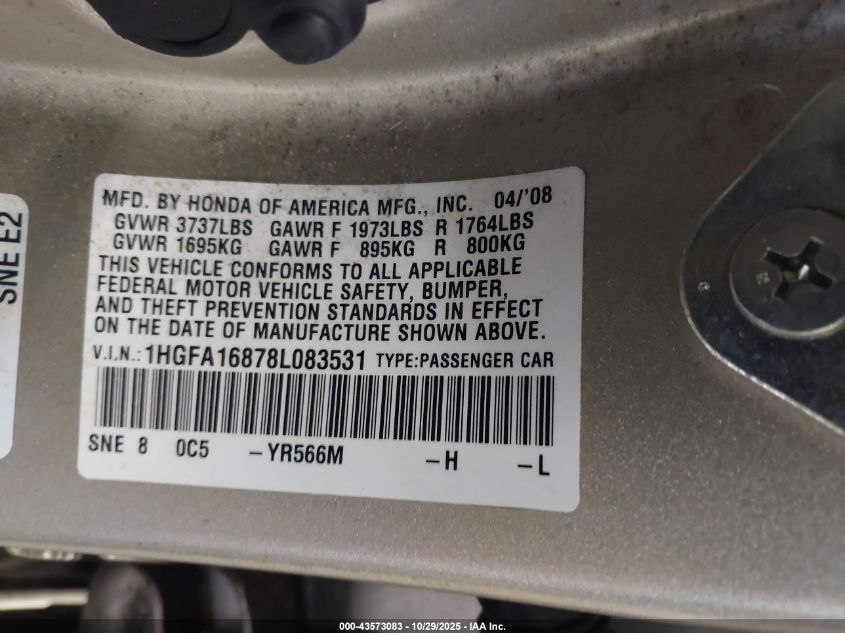 MFD. BY HONDA OF AMERICA MFG., INC. 04/'08
GVWR 3737LBS GAWR F 1973LBS R 1764LBS
GVWR 1695KG GAWR F 895KG R 800KG
THIS VEHICLE CONFORMS TO ALL APPLICABLE
FEDERAL MOTOR VEHICLE SAFETY, BUMPER,
AND THEFT PREVENTION STANDARDS IN EFFECT
ON THE DATE OF MANUFACTURE SHOWN ABOVE.
V.I.N.: 1HGFA16878L083531 TYPE:PASSENGER CAR
SNE 8 0C5 -YR566M -H -L
SNE E2
000-43573083 - 10/29/2025 - IAAI.COM